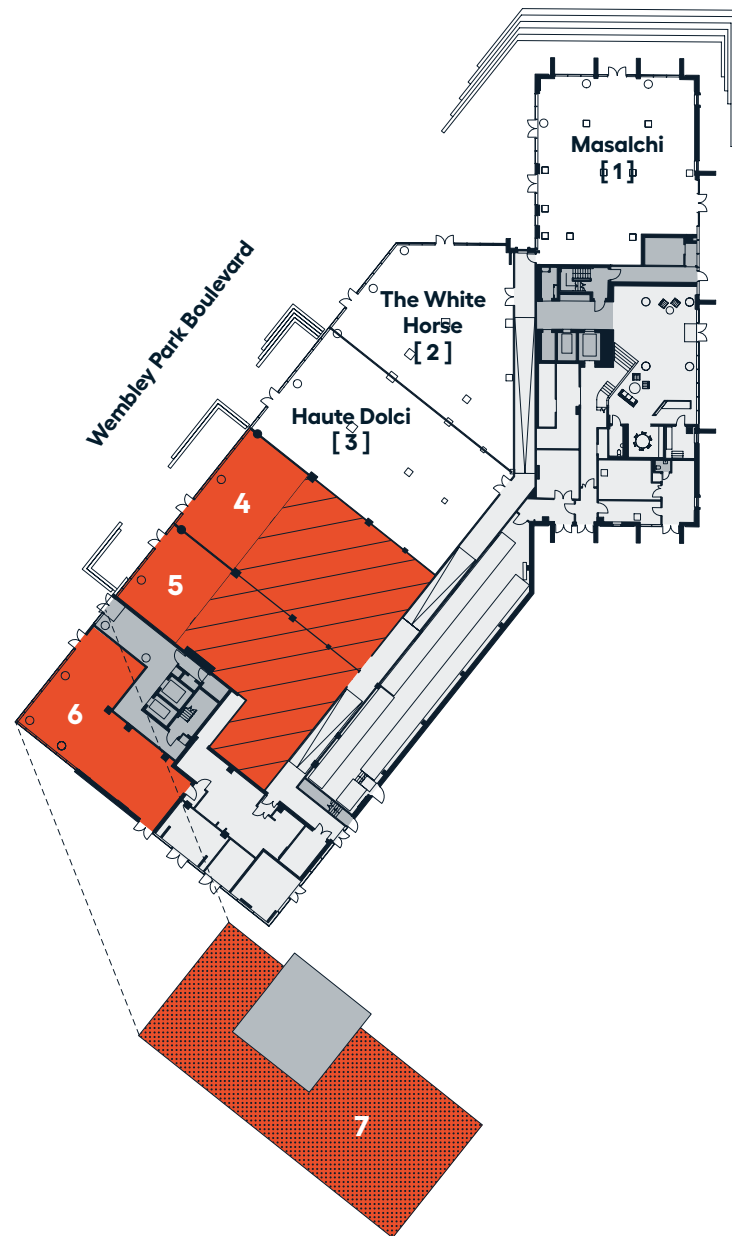 Masalchi
[ 1 ]
Wembley Park Boulevard
The White
Horse
[ 2 ]
Haute Dolci
[ 3 ]
4
5
6
7